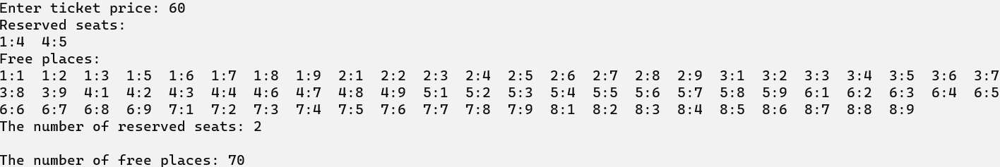 Enter ticket price: 60
Reserved seats:
1:4  4:5
Free places:
1:1  1:2  1:3  1:5  1:6  1:7  1:8  1:9  2:1  2:2  2:3  2:4  2:5  2:6  2:7  2:8  2:9  3:1  3:2  3:3  3:4  3:5  3:6  3:7
3:8  3:9  4:1  4:2  4:3  4:4  4:6  4:7  4:8  4:9  5:1  5:2  5:3  5:4  5:5  5:6  5:7  5:8  5:9  6:1  6:2  6:3  6:4  6:5
6:6  6:7  6:8  6:9  7:1  7:2  7:3  7:4  7:5  7:6  7:7  7:8  7:9  8:1  8:2  8:3  8:4  8:5  8:6  8:7  8:8  8:9
The number of reserved seats: 2
The number of free places: 70